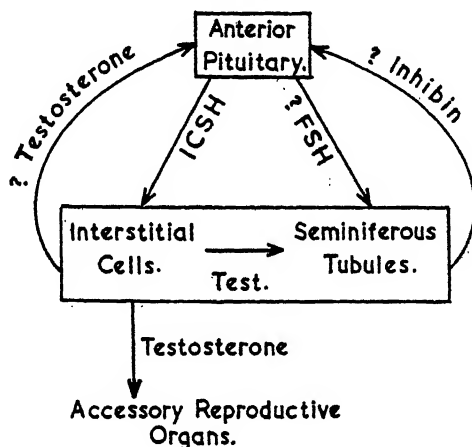 Anterior
Pituitary.
? Testosterone
ICSH
? FSH
? Inhibin
Interstitial
Cells.
Seminiferous
Tubules.
Test.
Testosterone
Accessory Reproductive
Organs.